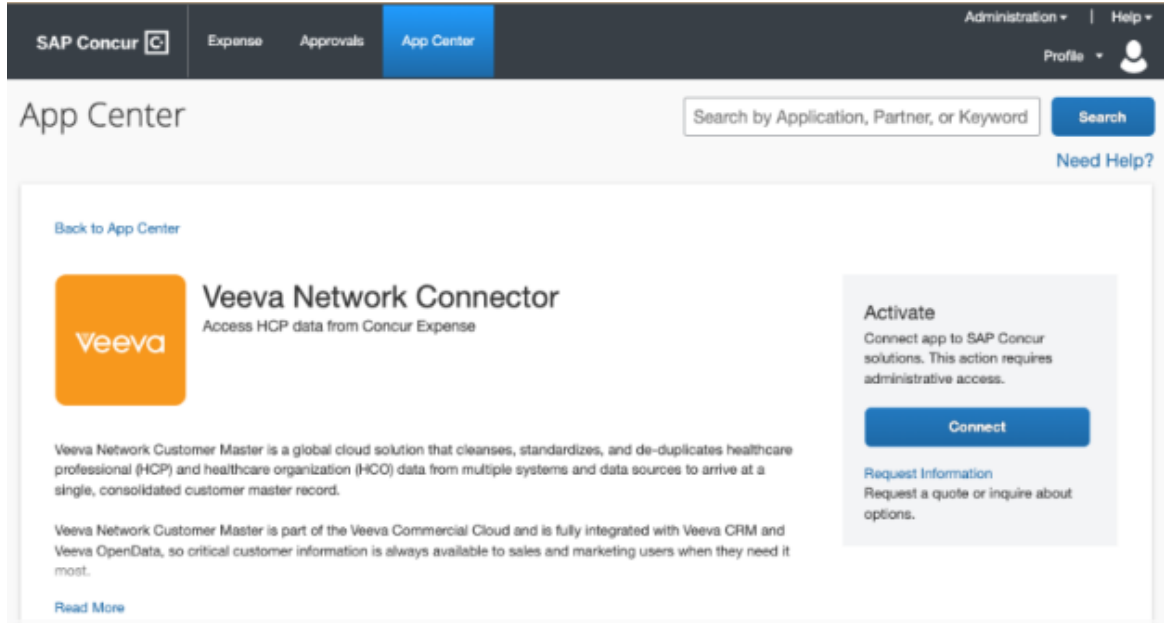 Administration | Help
SAP Concur C Expense Approvals App Center
Profile
App Center
Search by Application, Partner, or Keyword Search
Need Help?
Back to App Center
Veeva
Veeva Network Connector
Access HCP data from Concur Expense
Veeva Network Customer Master is a global cloud solution that cleanses, standardizes, and de-duplicates healthcare
professional (HCP) and healthcare organization (HCO) data from multiple systems and data sources to arrive at a
single, consolidated customer master record.
Veeva Network Customer Master is part of the Veeva Commercial Cloud and is fully integrated with Veeva CRM and
Veeva OpenData, so critical customer information is always available to sales and marketing users when they need it
most.
Read More
Activate
Connect app to SAP Concur
solutions. This action requires
administrative access.
Connect
Request Information
Request a quote or inquire about
options.